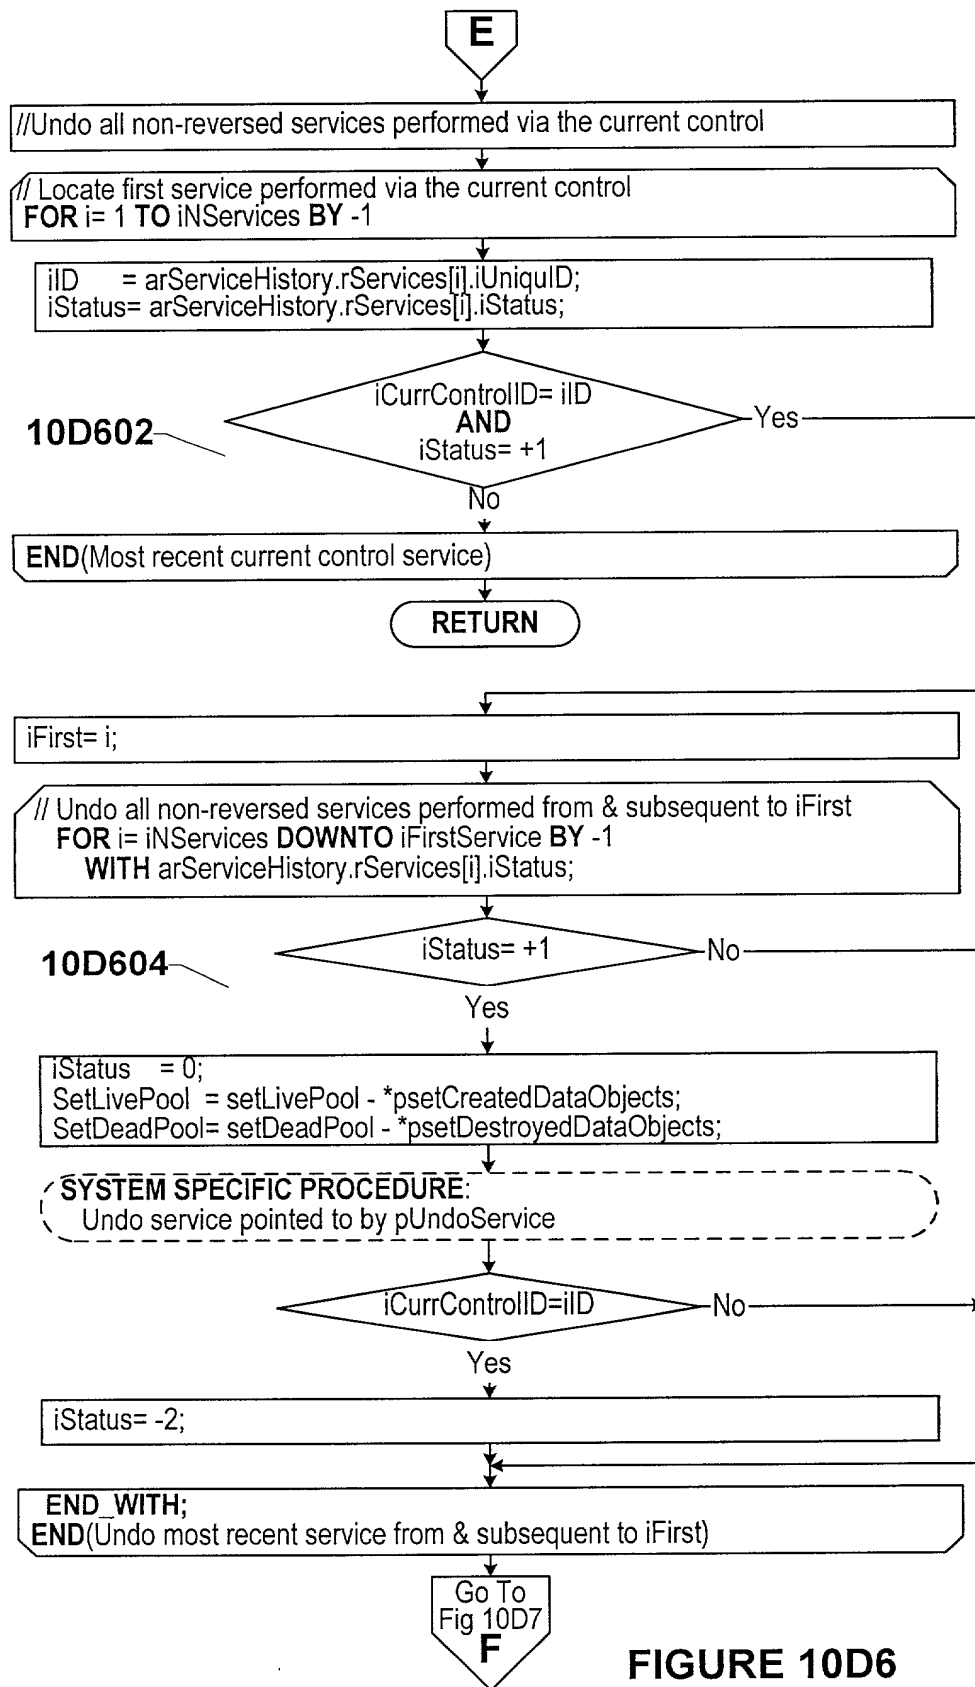 E
//Undo all non-reversed services performed via the current control
// Locate first service performed via the current control
FOR i= 1 TO iNServices BY -1
iID = arServiceHistory.rServices[i].iUniquID;
iStatus= arServiceHistory.rServices[i].iStatus;
iCurrControlID= iID
AND
iStatus= +1
Yes
10D602
No
END(Most recent current control service)
RETURN
iFirst= i;
// Undo all non-reversed services performed from & subsequent to iFirst
FOR i= iNServices DOWNTO iFirstService BY -1
WITH arServiceHistory.rServices[i].iStatus;
iStatus= +1
No
10D604
Yes
iStatus = 0;
SetLivePool = setLivePool - *psetCreatedDataObjects;
SetDeadPool= setDeadPool - *psetDestroyedDataObjects;
SYSTEM SPECIFIC PROCEDURE:
Undo service pointed to by pUndoService
iCurrControlID=iID
No
Yes
iStatus= -2;
END_WITH;
END(Undo most recent service from & subsequent to iFirst)
Go To
Fig 10D7
F
FIGURE 10D6